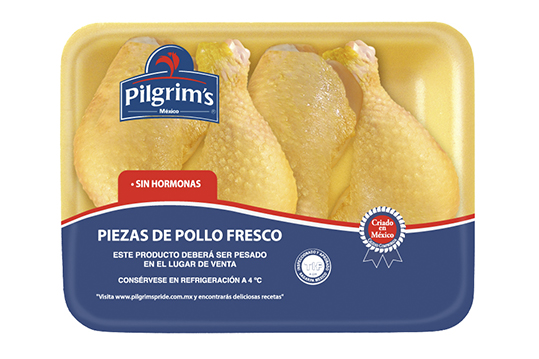 Pilgrim's
México
• SIN HORMONAS
PIEZAS DE POLLO FRESCO
ESTE PRODUCTO DEBERÁ SER PESADO
EN EL LUGAR DE VENTA
CONSÉRVESE EN REFRIGERACIÓN A 4 ºC
"Visita www.pilgrimspride.com.mx y encontrarás deliciosas recetas"
Criado
en
México